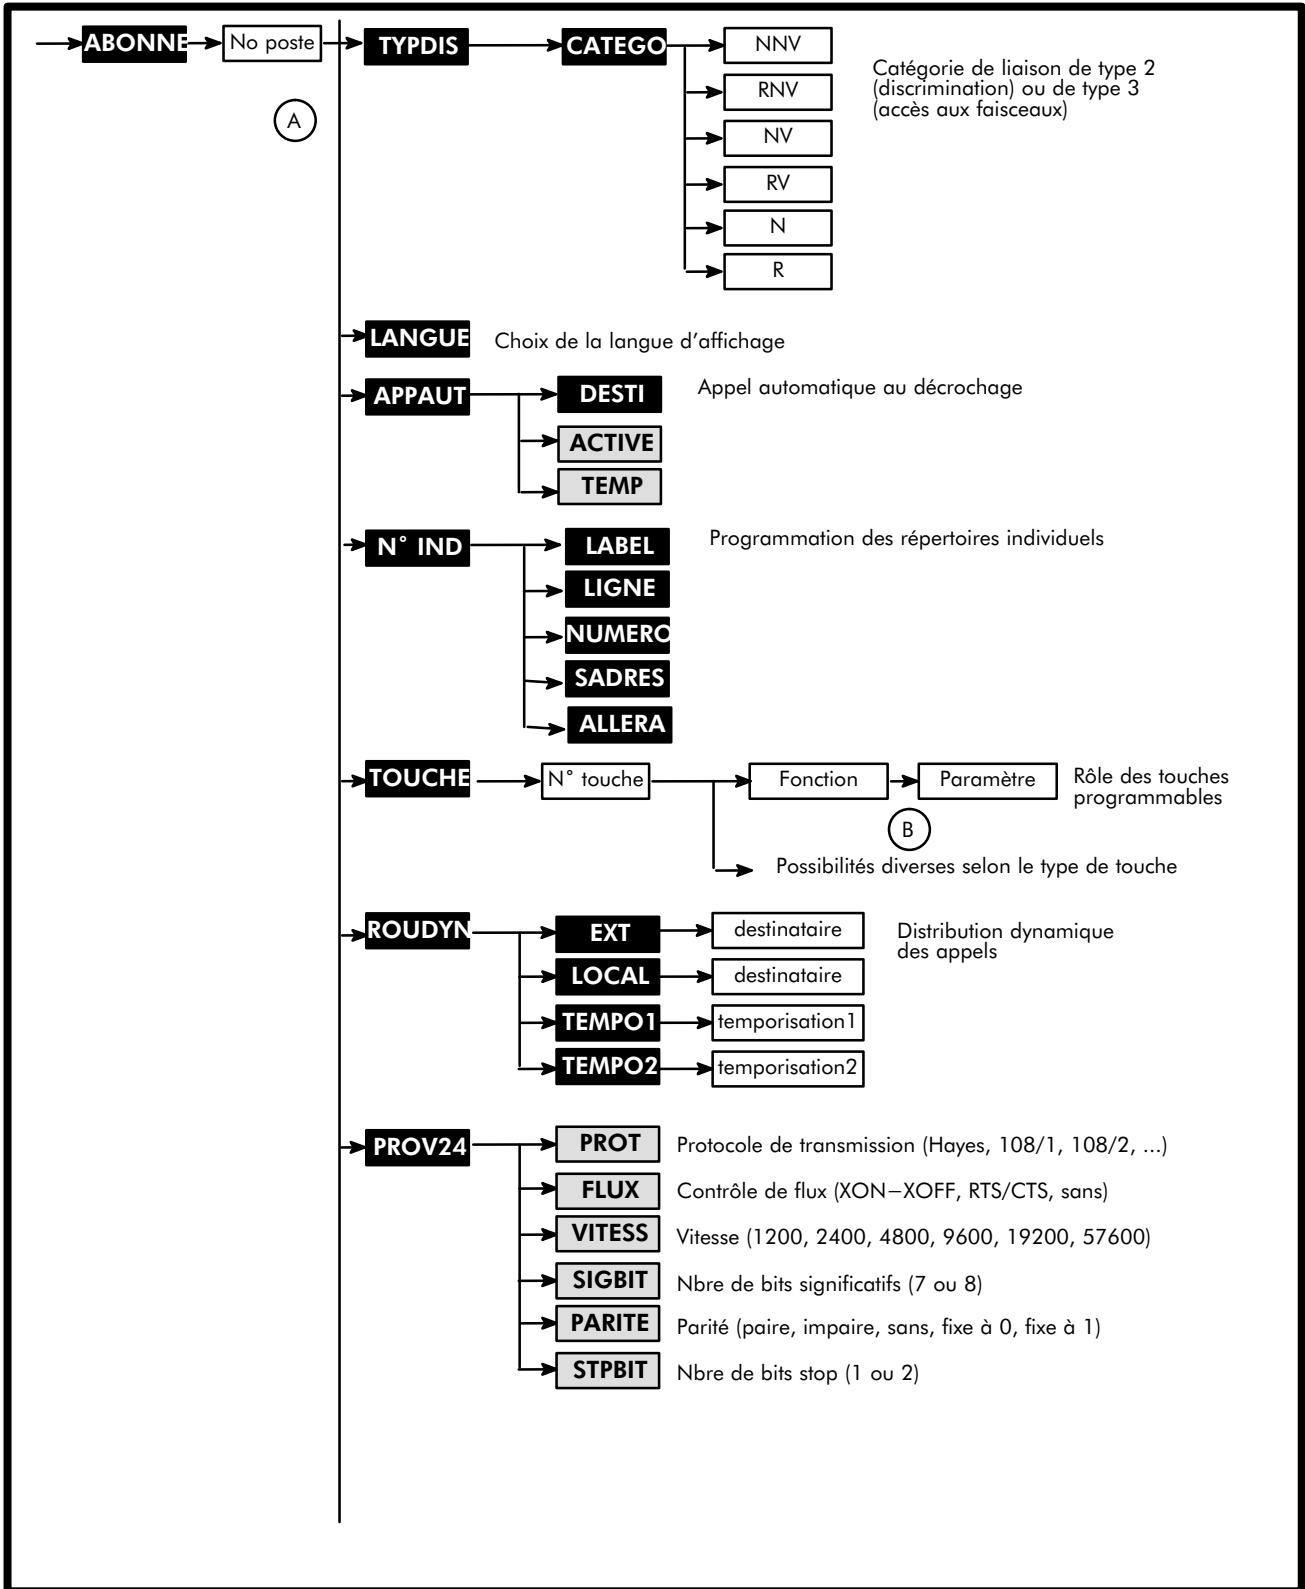 ABONNE No poste TYPDIS CATEGO NNV
Catégorie de liaison de type 2
(discrimination) ou de type 3
(accès aux faisceaux)
RNV
A
NV
RV
N
R
LANGUE Choix de la langue d’affichage
APPAUT DESTI Appel automatique au décrochage
ACTIVE
TEMP
N° IND LABEL Programmation des répertoires individuels
LIGNE
NUMERO
SADRES
ALLERA
TOUCHE N° touche Fonction Paramètre Rôle des touches
programmables
B
Possibilités diverses selon le type de touche
ROUDYN EXT destinataire Distribution dynamique
des appels
LOCAL destinataire
TEMPO1 temporisation1
TEMPO2 temporisation2
PROV24 PROT Protocole de transmission (Hayes, 108/1, 108/2, ...)
FLUX Contrôle de flux (XON–XOFF, RTS/CTS, sans)
VITESS Vitesse (1200, 2400, 4800, 9600, 19200, 57600)
SIGBIT Nbre de bits significatifs (7 ou 8)
PARITE Parité (paire, impaire, sans, fixe à 0, fixe à 1)
STPBIT Nbre de bits stop (1 ou 2)